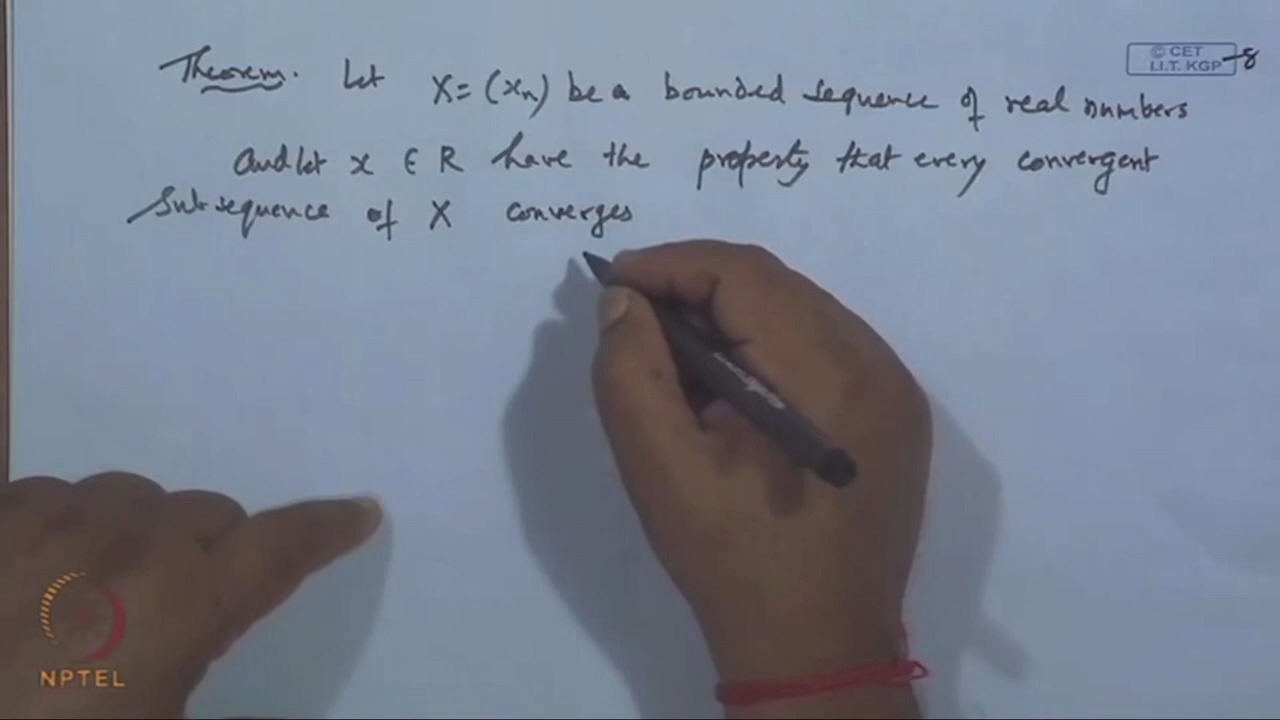 Theorem. Let X = (xn) be a bounded sequence of real numbers
And let x ∈ R have the property that every convergent
Subsequence of X converges
© CET
I.I.T. KGP
8
NPTEL